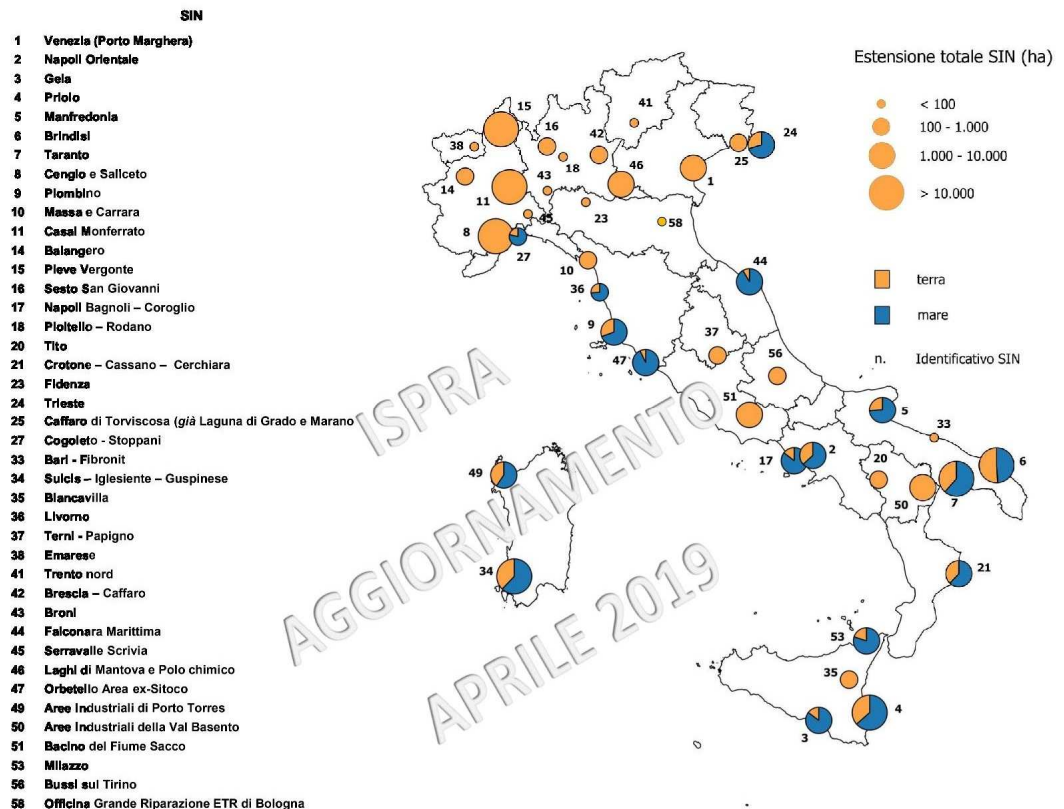 SIN
1 Venezia (Porto Marghera)
2 Napoli Orientale
3 Gela
4 Priolo
5 Manfredonia
6 Brindisi
7 Taranto
8 Cengio e Saliceto
9 Piombino
10 Massa e Carrara
11 Casal Monferrato
14 Balangero
15 Pieve Vergonte
16 Sesto San Giovanni
17 Napoli Bagnoli – Coroglio
18 Pioltello – Rodano
20 Tito
21 Crotone – Cassano – Cerchiara
23 Fidenza
24 Trieste
25 Caffaro di Torviscosa (già Laguna di Grado e Marano
27 Cogoleto - Stoppani
33 Bari - Fibronit
34 Sulcis – Iglesiente – Guspinese
35 Biancavilla
36 Livorno
37 Terni - Papigno
38 Emarese
41 Trento nord
42 Brescia – Caffaro
43 Broni
44 Falconara Marittima
45 Serravalle Scrivia
46 Laghi di Mantova e Polo chimico
47 Orbetello Area ex-Sitoco
49 Aree Industriali di Porto Torres
50 Aree Industriali della Val Basento
51 Bacino del Fiume Sacco
53 Milazzo
56 Bussi sul Tirino
58 Officina Grande Riparazione ETR di Bologna
Estensione totale SIN (ha)
< 100
100 - 1.000
1.000 - 10.000
> 10.000
terra
mare
n. Identificativo SIN
15
41
16
42
24
38
18
46
25
14
43
1
11
23
45
58
8
27
10
44
36
9
37
56
47
51
5
33
17
2
20
6
49
50
7
34
21
53
35
4
3
ISPRA
AGGIORNAMENTO
APRILE 2019